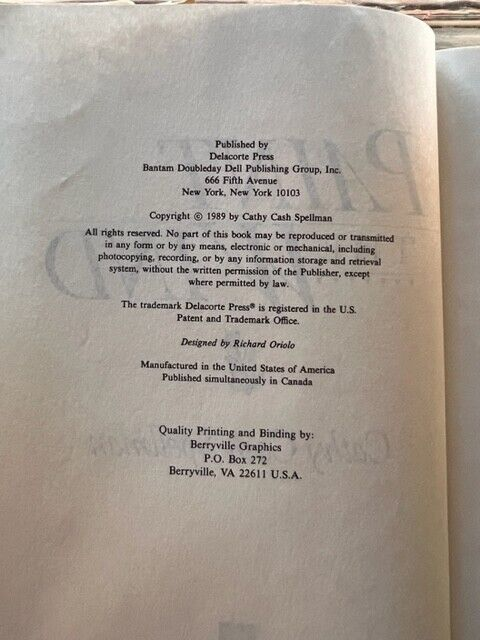 Published by
Delacorte Press
Bantam Doubleday Dell Publishing Group, Inc.
666 Fifth Avenue
New York, New York 10103
Copyright © 1989 by Cathy Cash Spellman
All rights reserved. No part of this book may be reproduced or transmitted
in any form or by any means, electronic or mechanical, including
photocopying, recording, or by any information storage and retrieval
system, without the written permission of the Publisher, except
where permitted by law.
The trademark Delacorte Press® is registered in the U.S.
Patent and Trademark Office.
Designed by Richard Oriolo
Manufactured in the United States of America
Published simultaneously in Canada
Quality Printing and Binding by:
Berryville Graphics
P.O. Box 272
Berryville, VA 22611 U.S.A.